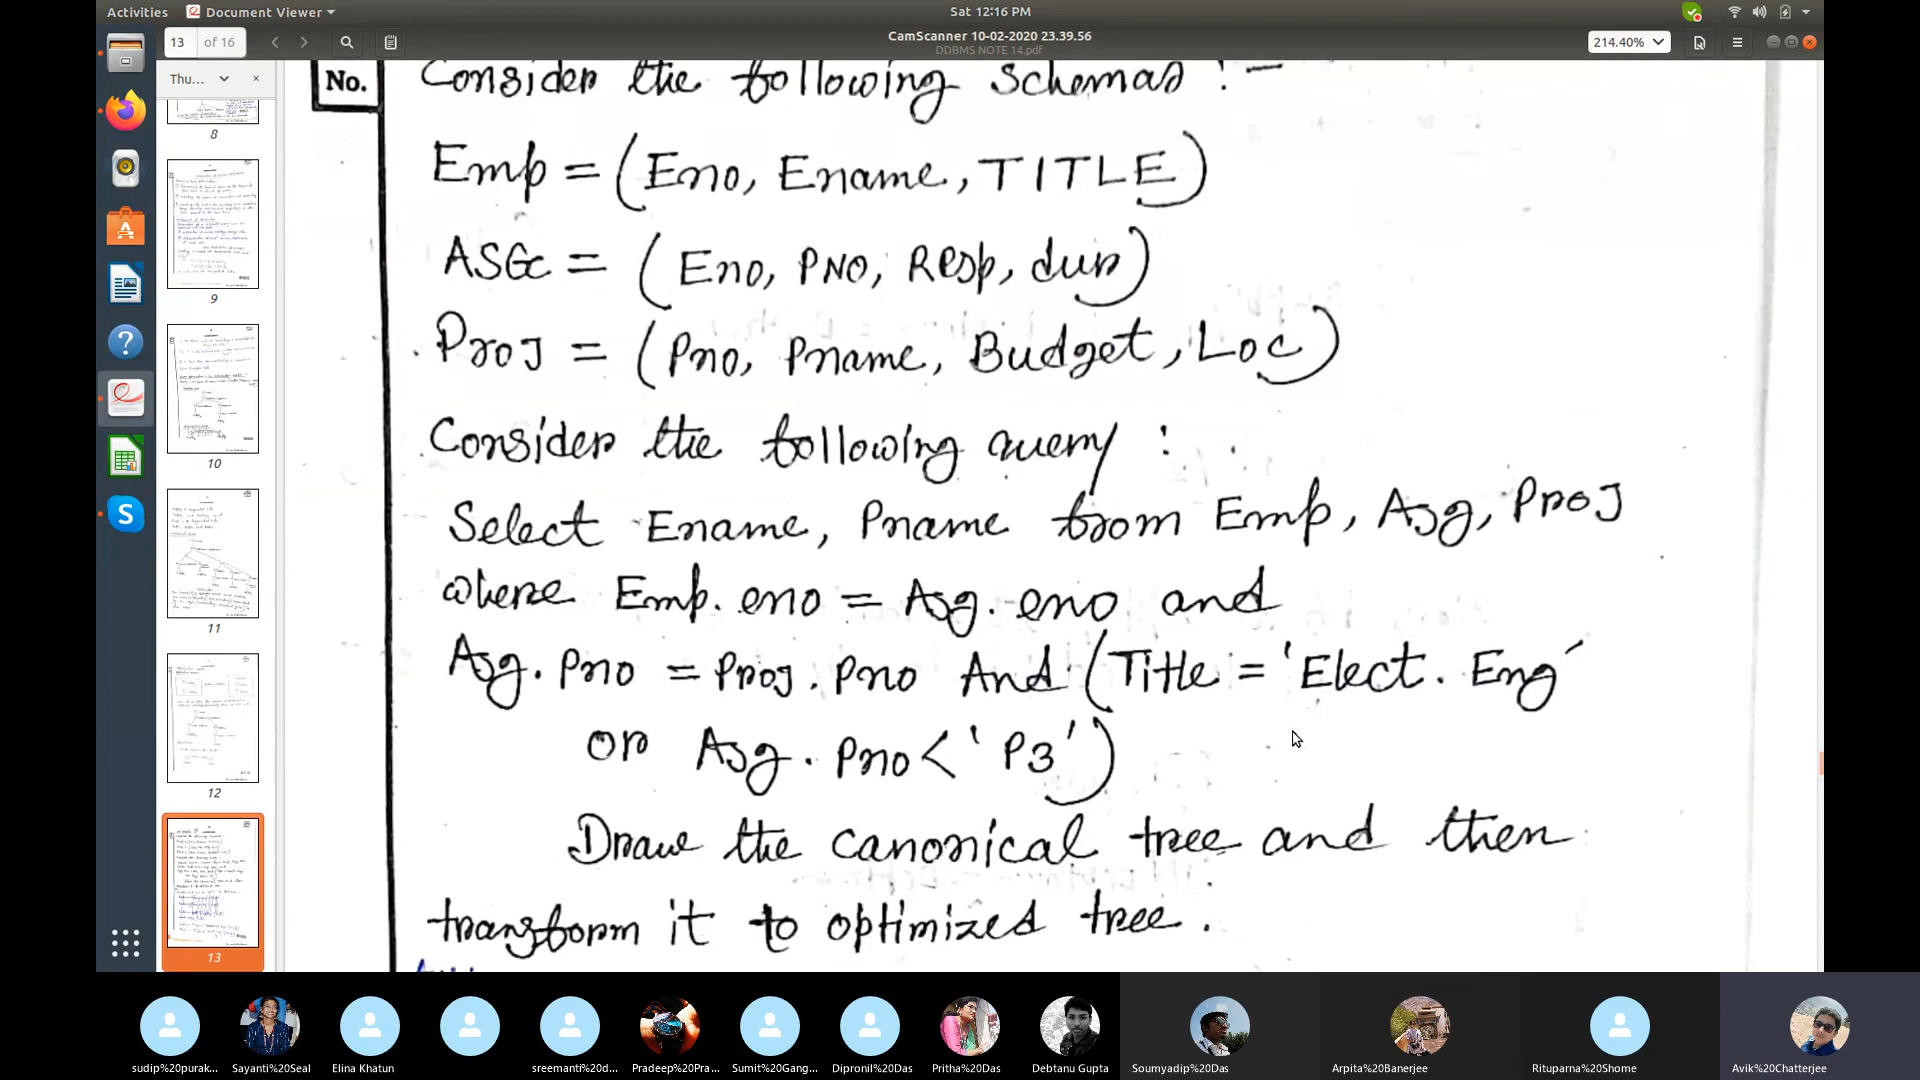 Activities Document Viewer Sat 12:16 PM
13 of 16 CamScanner 10-02-2020 23.39.56 214.40%
DDBMS NOTE 14.pdf
Thu...
No.
Consider the following Schemas :-
Emp = (Eno, Ename, TITLE)
ASG = (Eno, PNO, Resp, dur)
Proj = (Pno, Pname, Budget, Loc)
Consider the following query :
Select Ename, Pname from Emp, Asg, Proj
where Emp. eno = Asg. eno and
Asg. Pno = Proj. Pno And (Title = 'Elect. Eng'
or Asg. Pno < 'P3')
Draw the canonical tree and then
transform it to optimized tree.
8
9
10
11
12
13
sudip%20purak... Sayanti%20Seal Elina Khatun sreemanti%20d... Pradeep%20Pra... Sumit%20Gang... Dipronil%20Das Pritha%20Das Debtanu Gupta Soumyadip%20Das Arpita%20Banerjee Rituparna%20Shome Avik%20Chatterjee